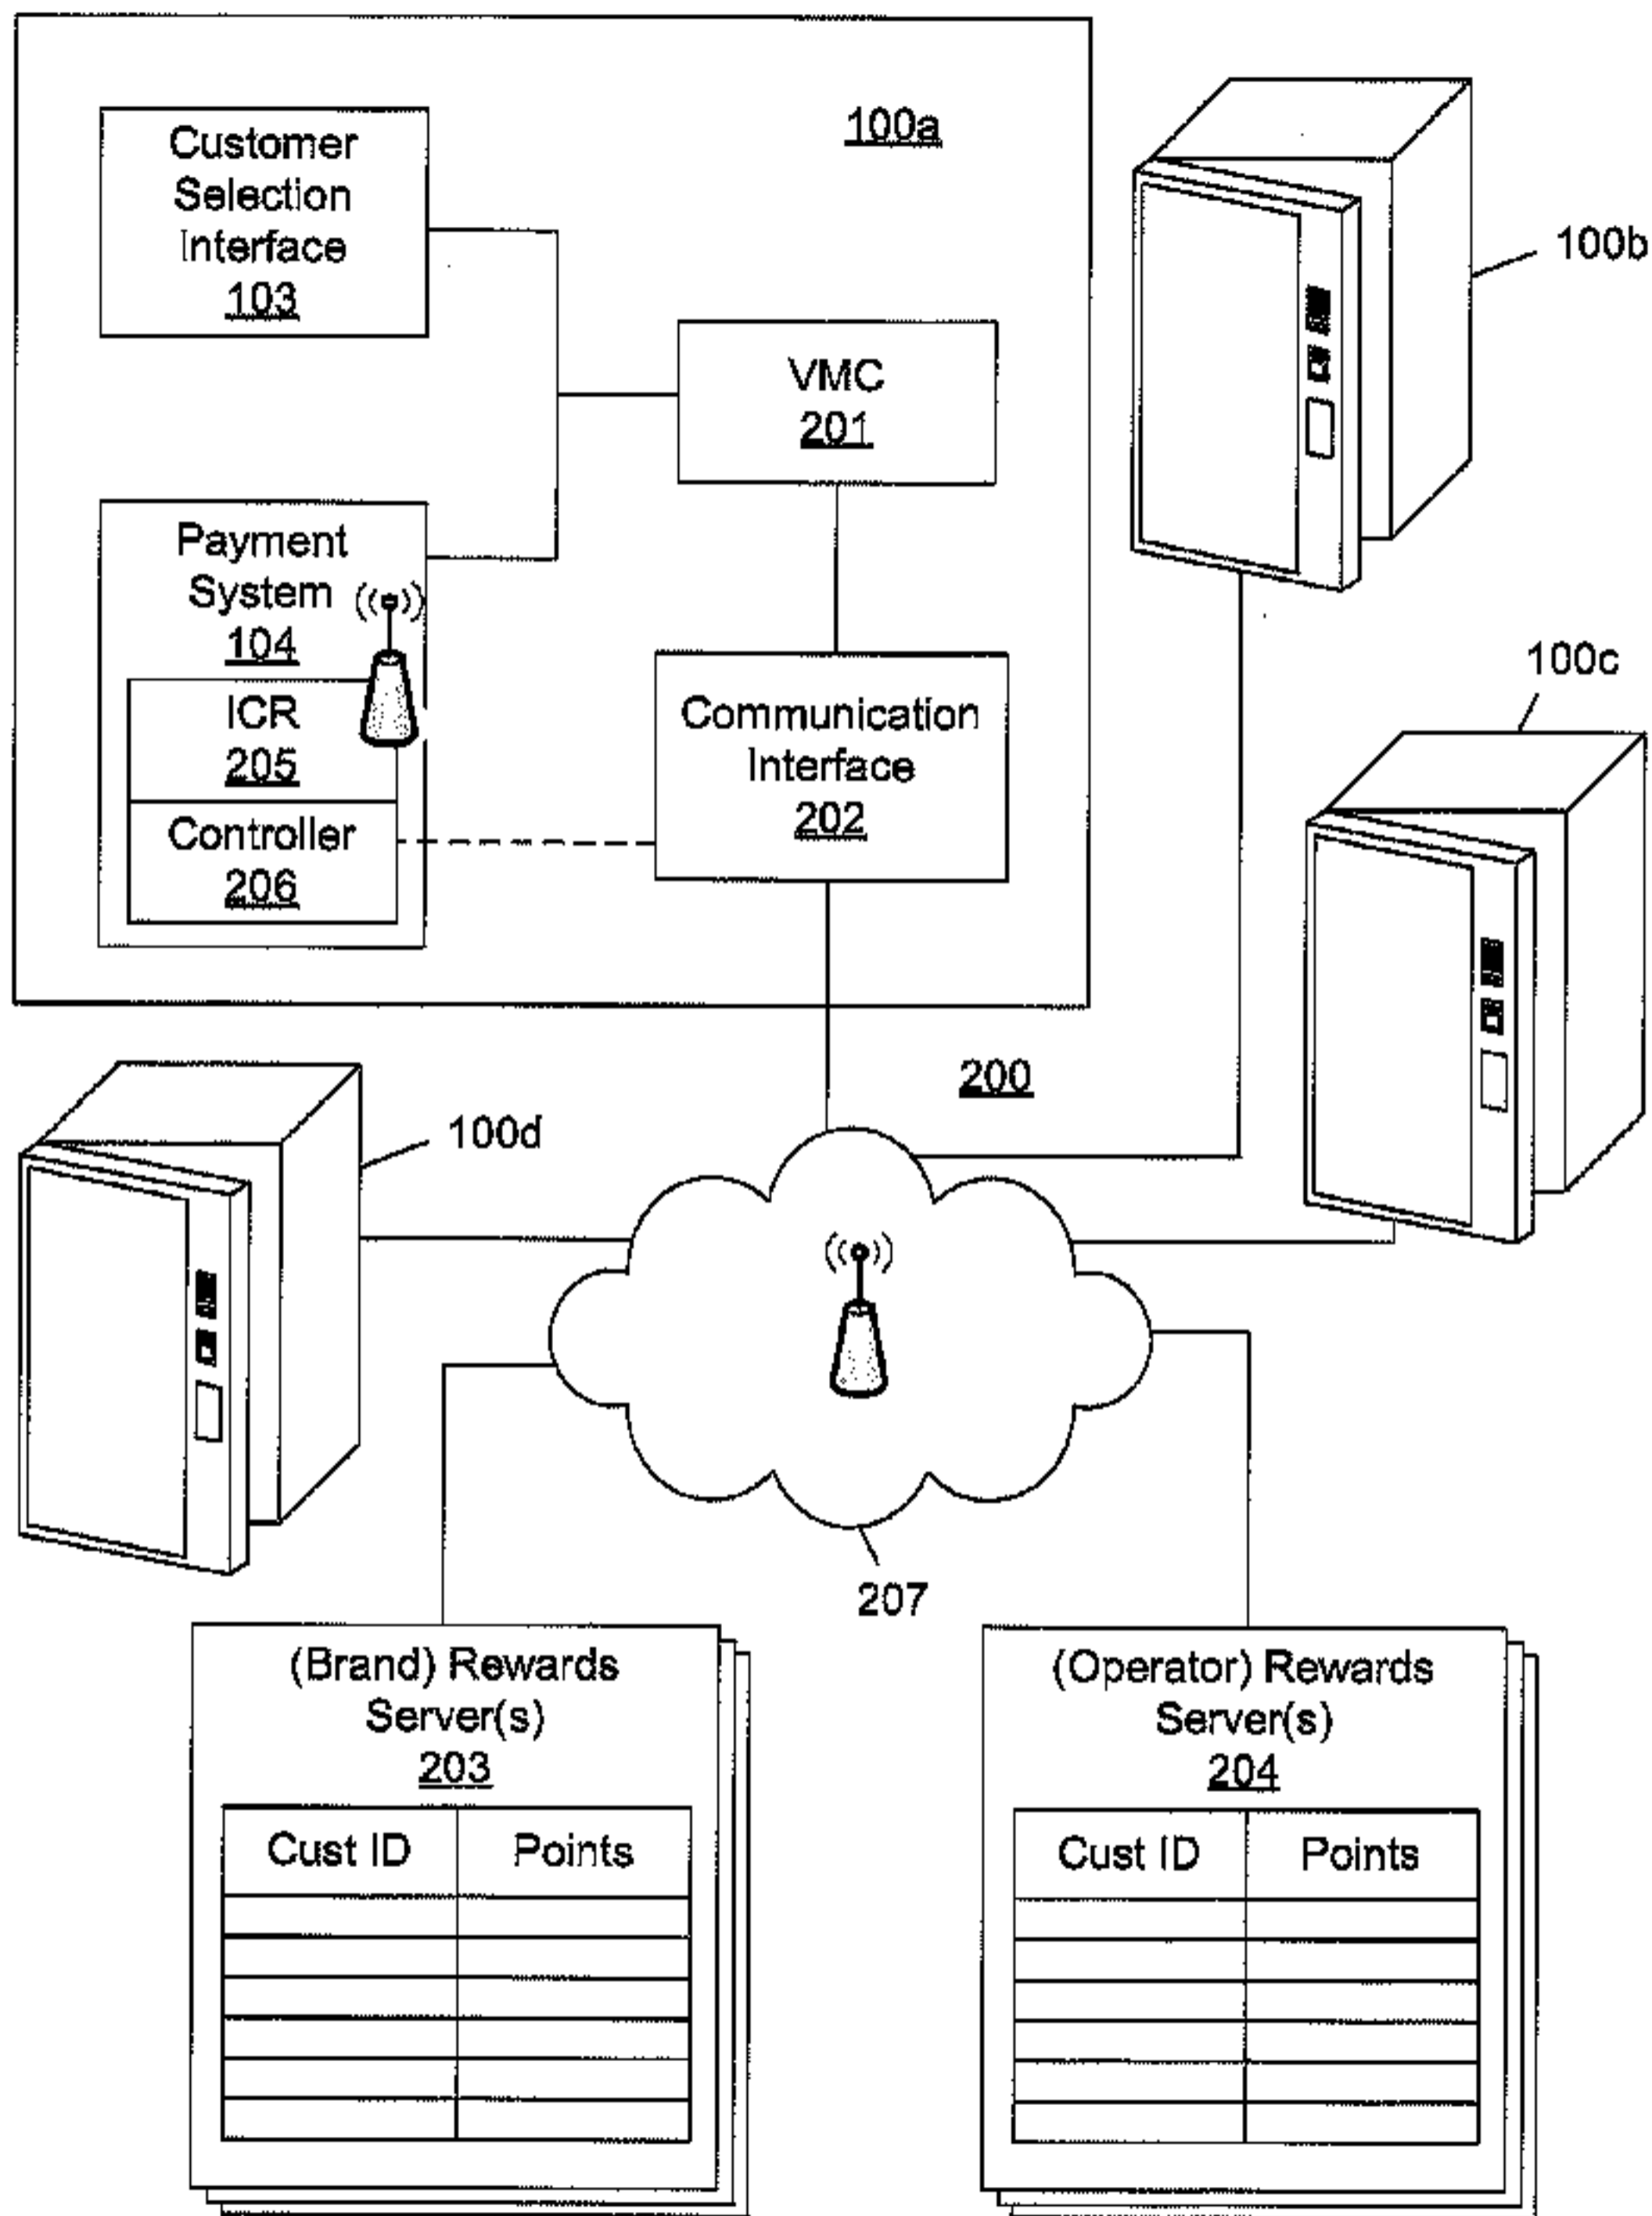 100a
Customer
Selection
Interface
103
100b
VMC
201
Payment
System
104
ICR
205
Controller
206
Communication
Interface
202
100c
200
100d
207
(Brand) Rewards
Server(s)
203
Cust ID Points
(Operator) Rewards
Server(s)
204
Cust ID Points